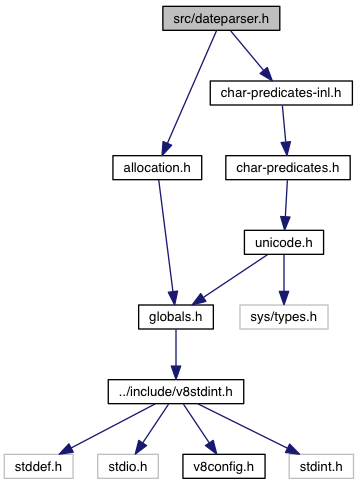 src/dateparser.h
char-predicates-inl.h
allocation.h
char-predicates.h
unicode.h
globals.h
sys/types.h
../include/v8stdint.h
stddef.h
stdio.h
v8config.h
stdint.h